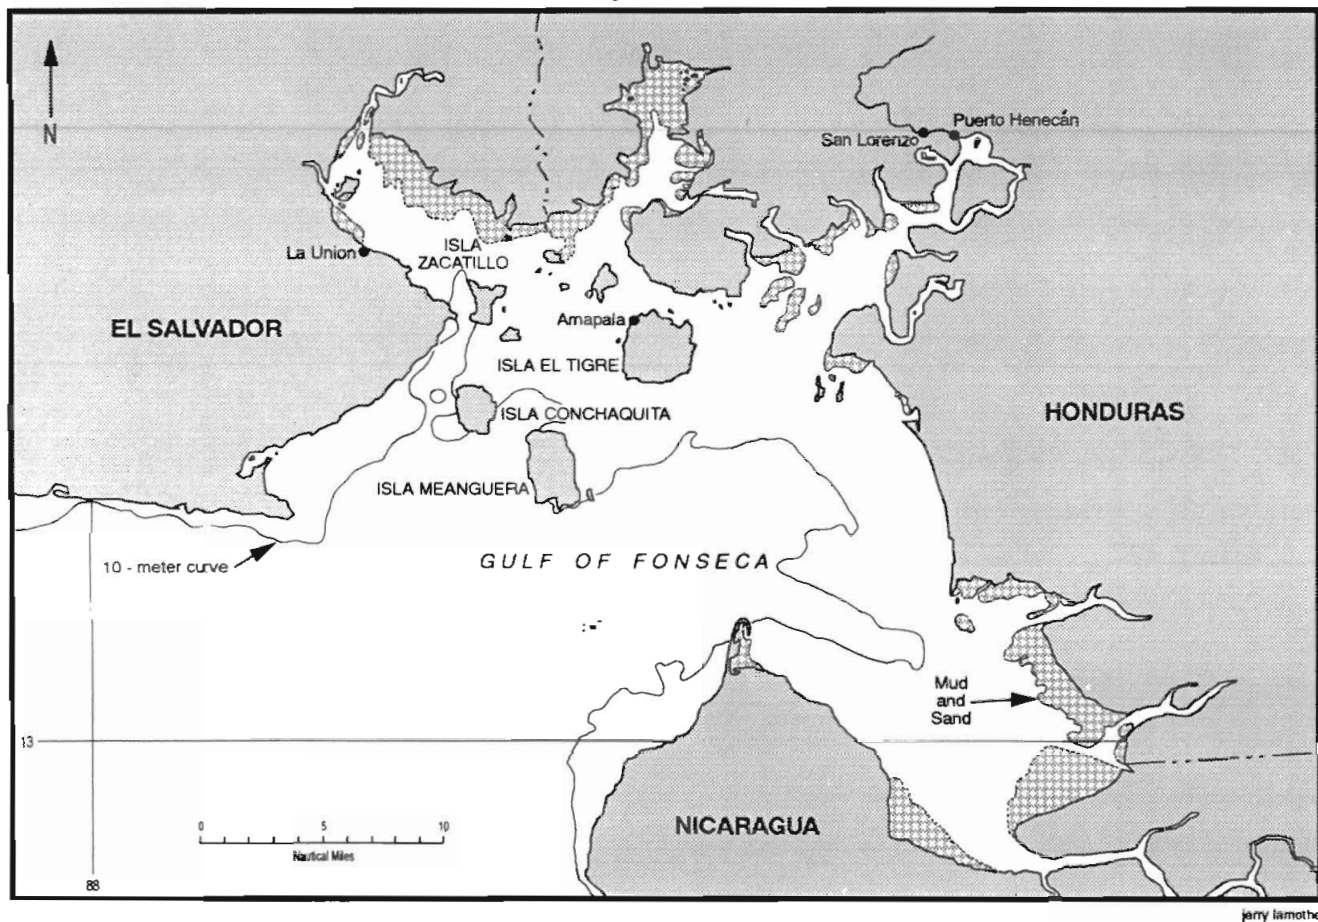 N
Puerto Henecán
San Lorenzo
La Union
ISLA
ZACATILLO
EL SALVADOR
Amapala
ISLA EL TIGRE
ISLA CONCHAQUITA
HONDURAS
ISLA MEANGUERA
10 - meter curve
GULF OF FONSECA
Mud
and
Sand
13
0 5 10
Nautical Miles
NICARAGUA
88
jerry lamothe